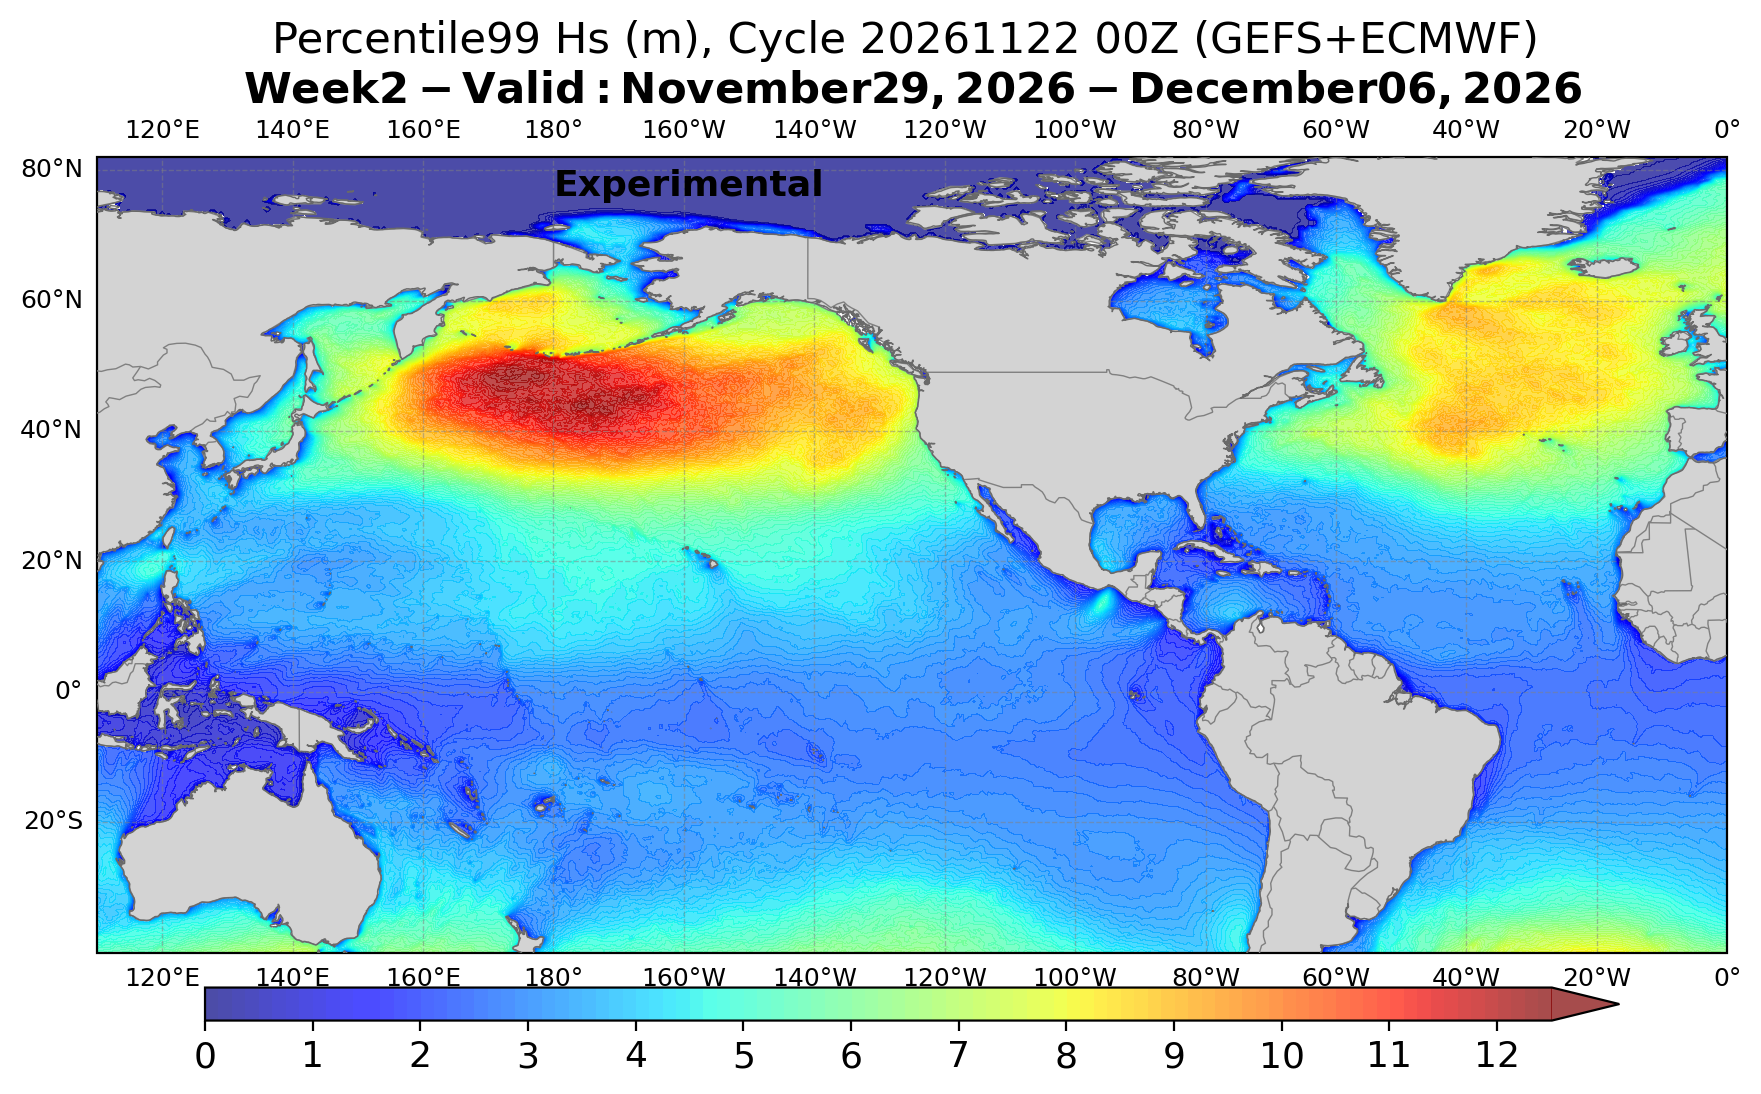 Percentile99 Hs (m), Cycle 20261122 00Z (GEFS+ECMWF)
Week2 − Valid : November29, 2026 − December06, 2026
120°E 140°E 160°E 180° 160°W 140°W 120°W 100°W 80°W 60°W 40°W 20°W 0°
80°N
Experimental
60°N
40°N
20°N
0°
20°S
120°E 140°E 160°E 180° 160°W 140°W 120°W 100°W 80°W 60°W 40°W 20°W 0°
0 1 2 3 4 5 6 7 8 9 10 11 12